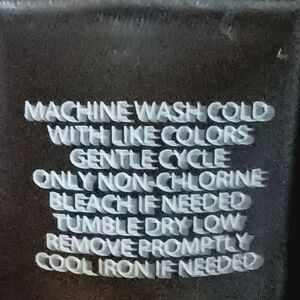 MACHINE WASH COLD
WITH LIKE COLORS
GENTLE CYCLE
ONLY NON-CHLORINE
BLEACH IF NEEDED
TUMBLE DRY LOW
REMOVE PROMPTLY
COOL IRON IF NEEDED